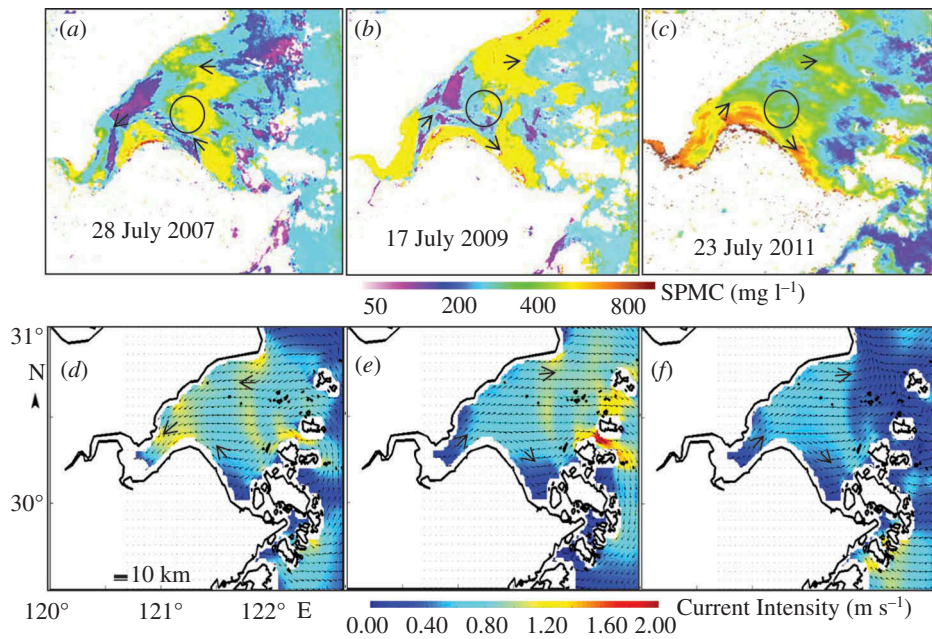 (a)
(b)
(c)
28 July 2007
17 July 2009
23 July 2011
50 200 400 800 SPMC (mg l⁻¹)
31°
N
30°
(d)
(e)
(f)
10 km
120° 121° 122° E
0.00 0.40 0.80 1.20 1.60 2.00 Current Intensity (m s⁻¹)